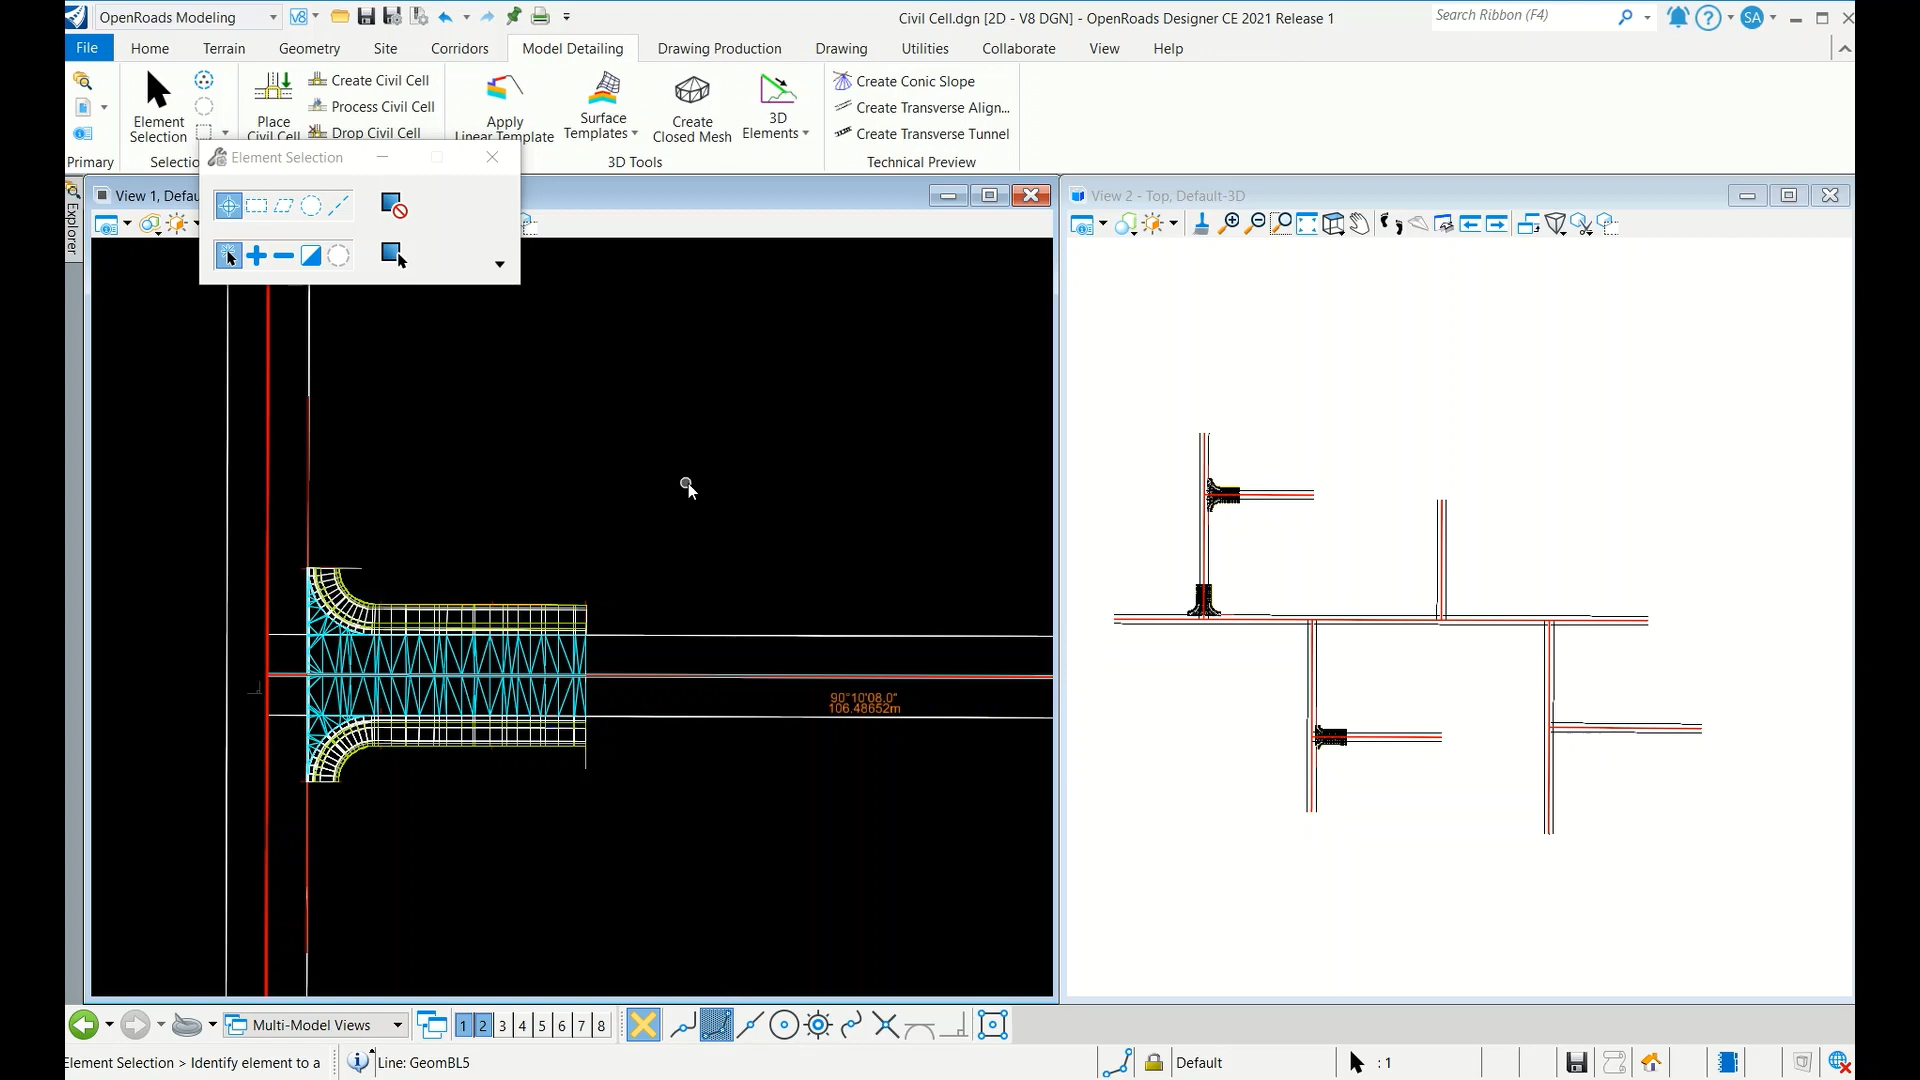 OpenRoads Modeling
V8
Civil Cell.dgn [2D - V8 DGN] - OpenRoads Designer CE 2021 Release 1
Search Ribbon (F4)
SA
File
Home
Terrain
Geometry
Site
Corridors
Model Detailing
Drawing Production
Drawing
Utilities
Collaborate
View
Help
Primary
Element
Selection
Selectio
Place
Civil Cell
Create Civil Cell
Process Civil Cell
Drop Civil Cell
Apply
Linear Template
Surface
Templates
Create
Closed Mesh
3D
Elements
3D Tools
Create Conic Slope
Create Transverse Align...
Create Transverse Tunnel
Technical Preview
Element Selection
Explorer
View 1, Defau
View 2 - Top, Default-3D
90°10'08.0"
106.48652m
Multi-Model Views
1 2 3 4 5 6 7 8
Element Selection > Identify element to a
Line: GeomBL5
Default
: 1